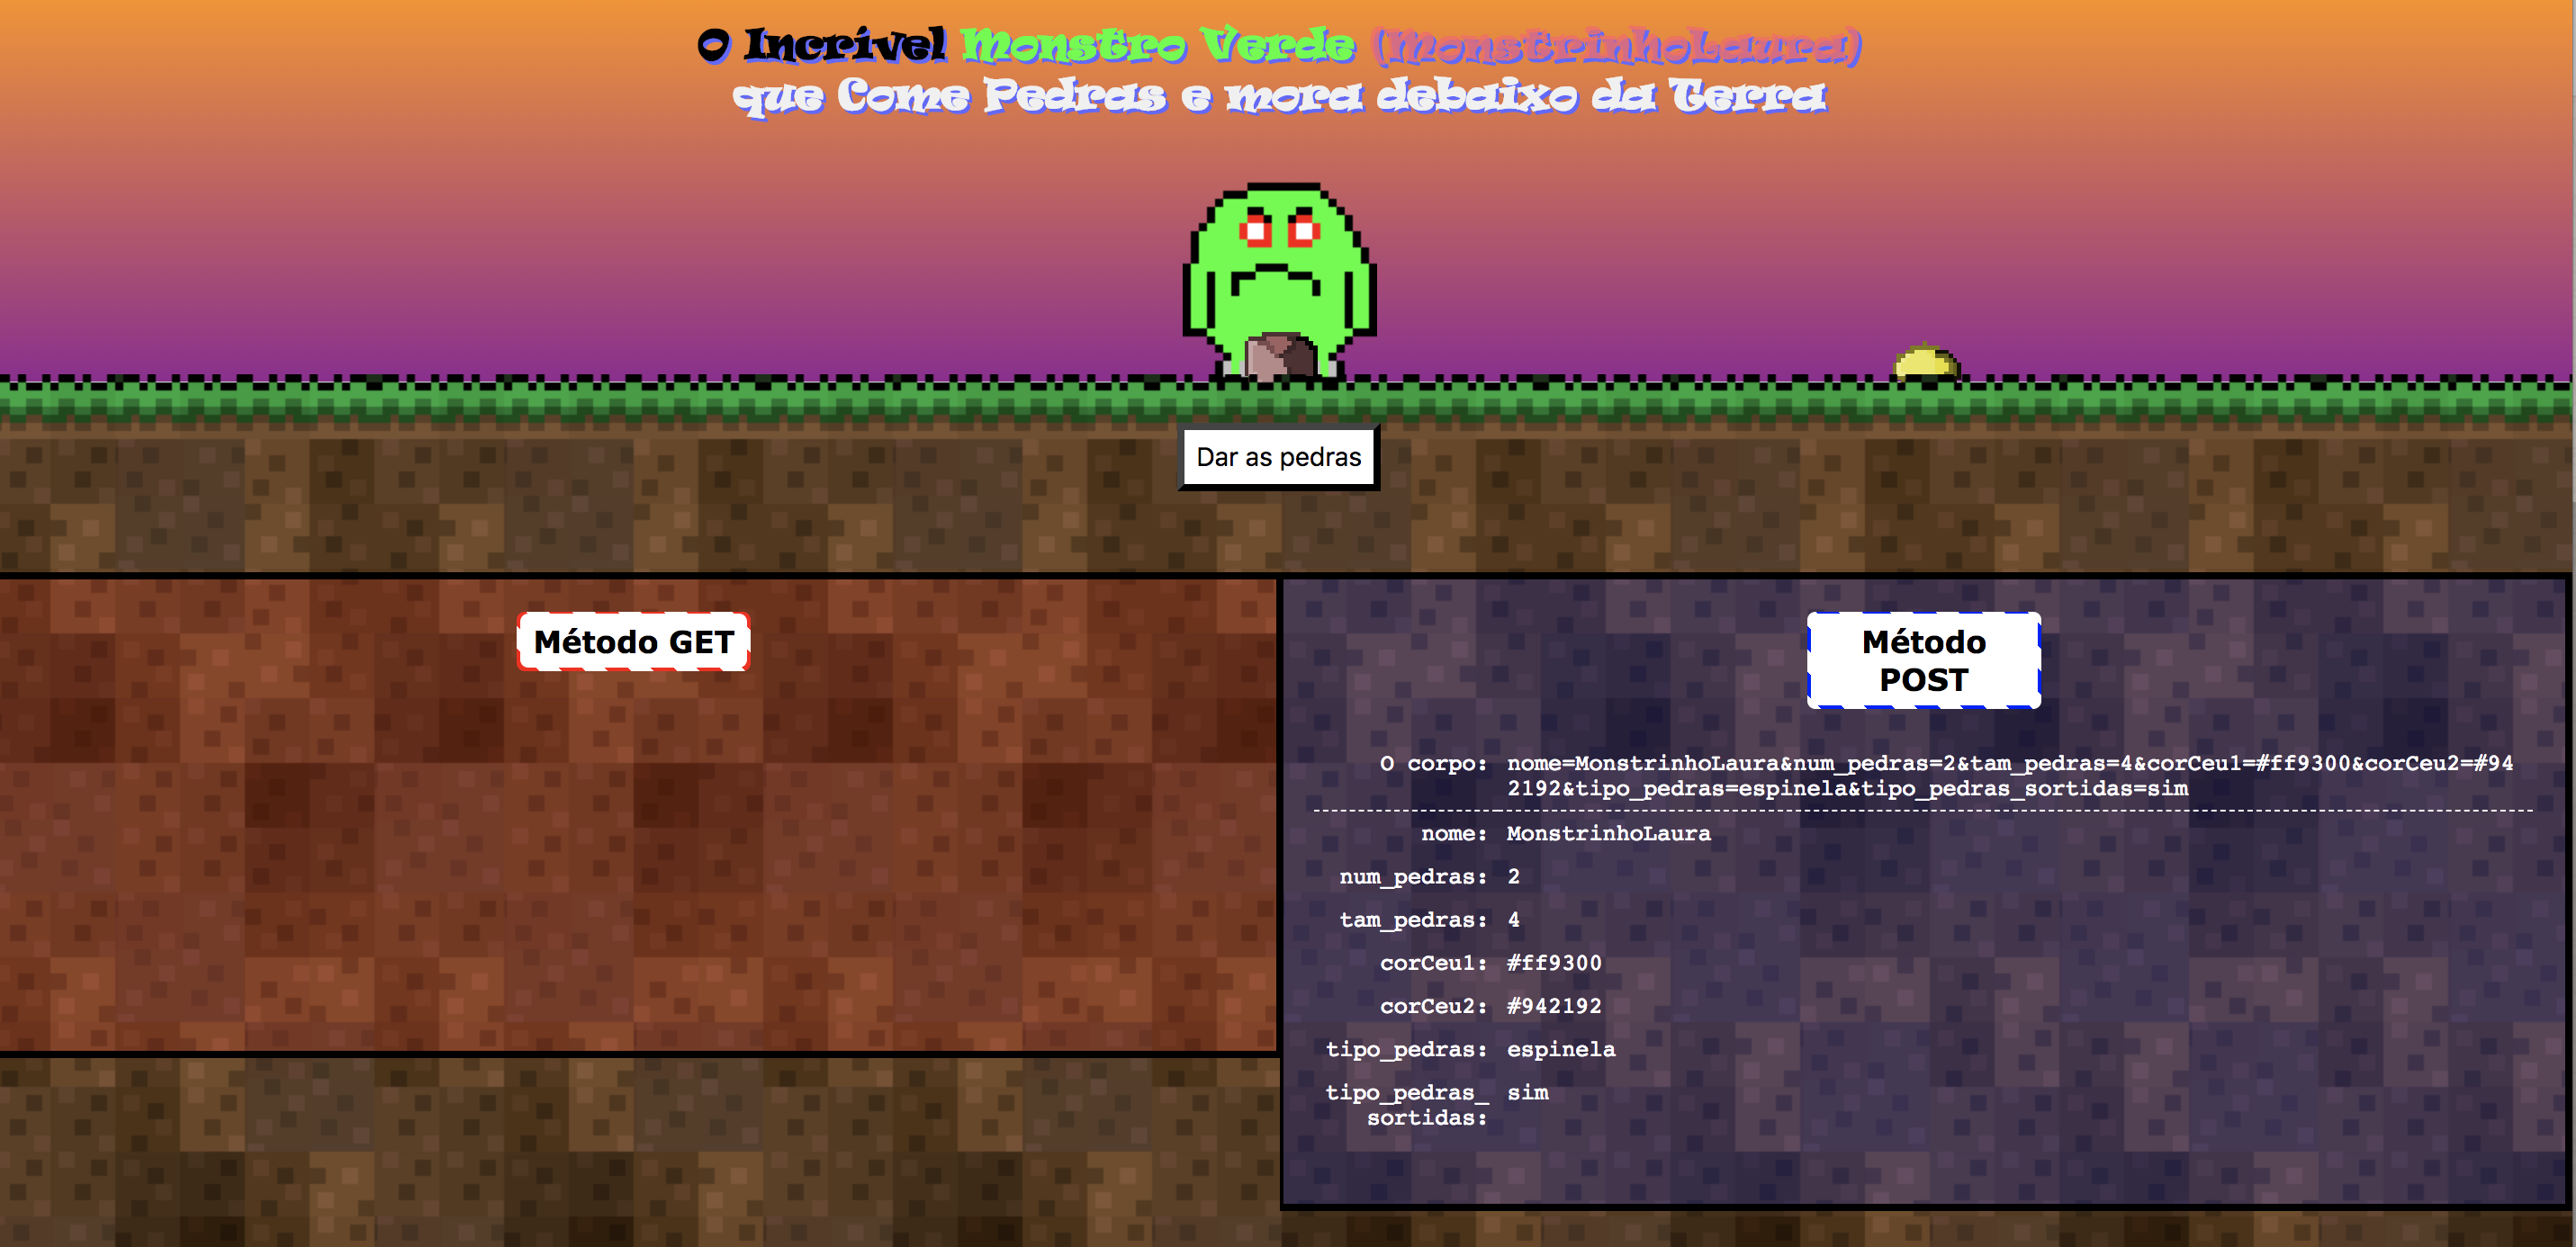 O Incrível Monstro Verde (MonstrinhoLaura)
que Come Pedras e mora debaixo da Terra
Dar as pedras
Método GET
Método
POST
O corpo: nome=MonstrinhoLaura&num_pedras=2&tam_pedras=4&corCeu1=#ff9300&corCeu2=#94
2192&tipo_pedras=espinela&tipo_pedras_sortidas=sim
nome: MonstrinhoLaura
num_pedras: 2
tam_pedras: 4
corCeu1: #ff9300
corCeu2: #942192
tipo_pedras: espinela
tipo_pedras_ sim
sortidas: